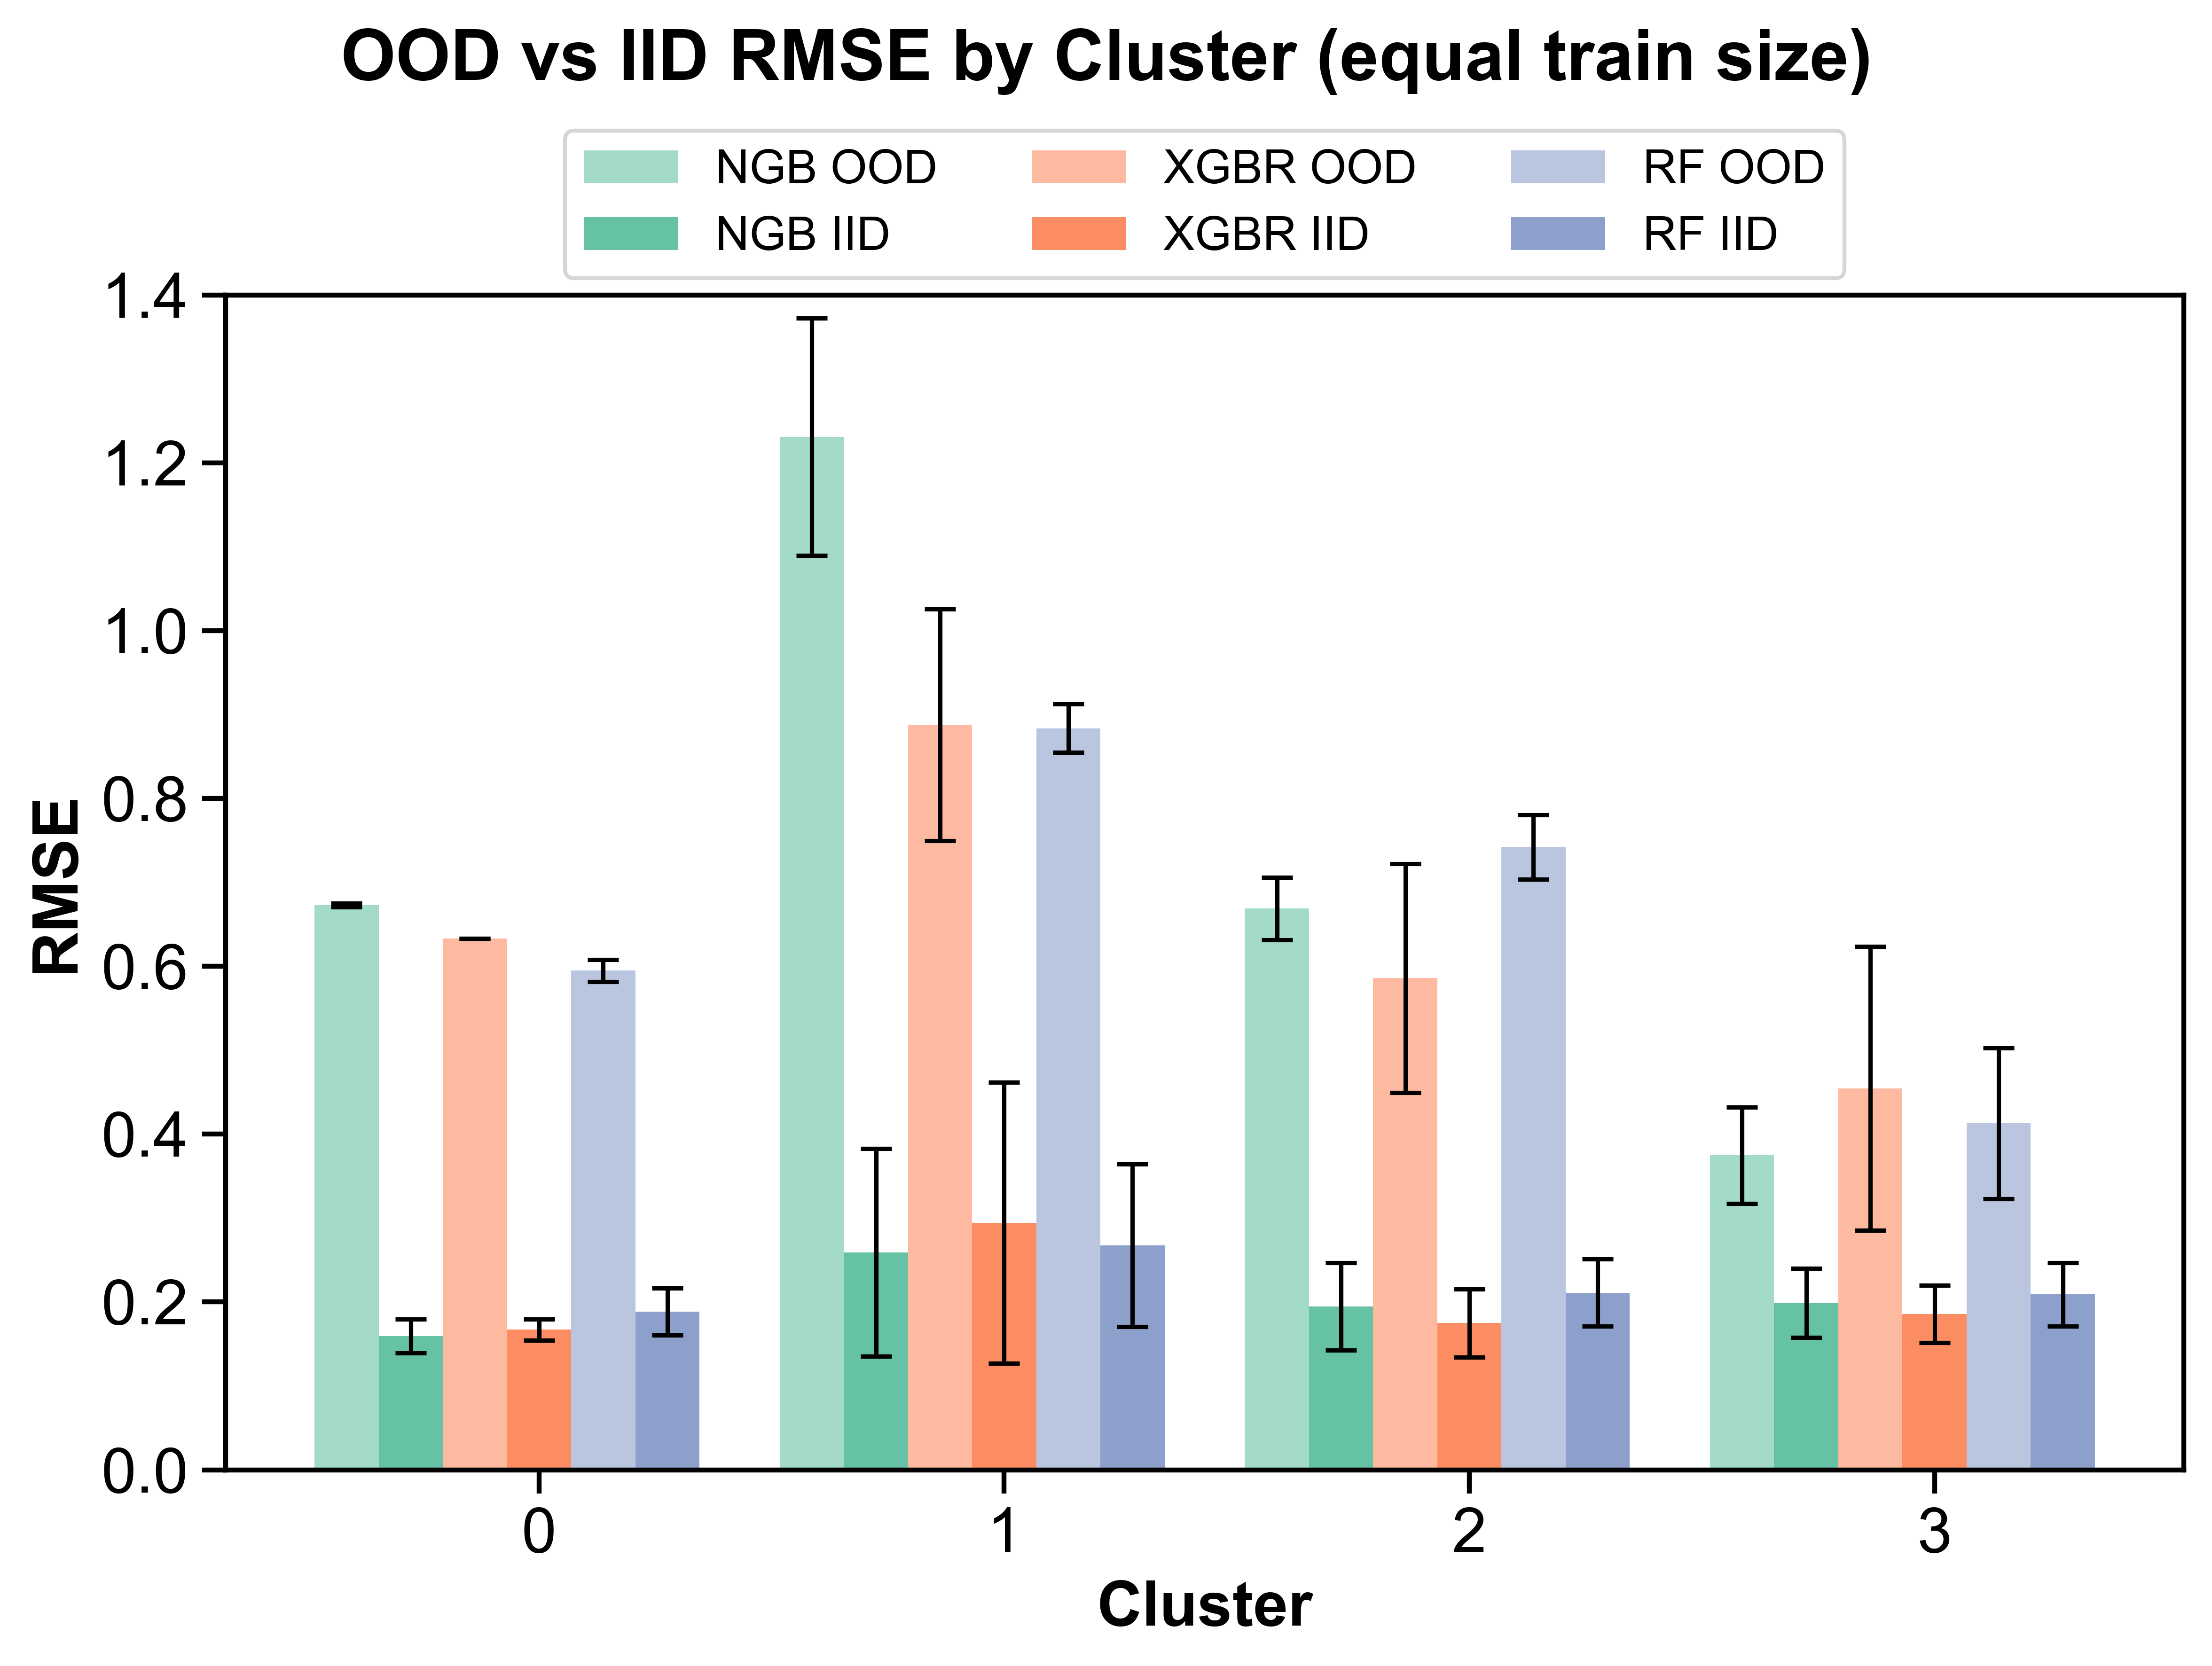 OOD vs IID RMSE by Cluster (equal train size)
NGB OOD XGBR OOD RF OOD
NGB IID XGBR IID RF IID
1.4
1.2
1.0
0.8
0.6
0.4
0.2
0.0
RMSE
0 1 2 3
Cluster